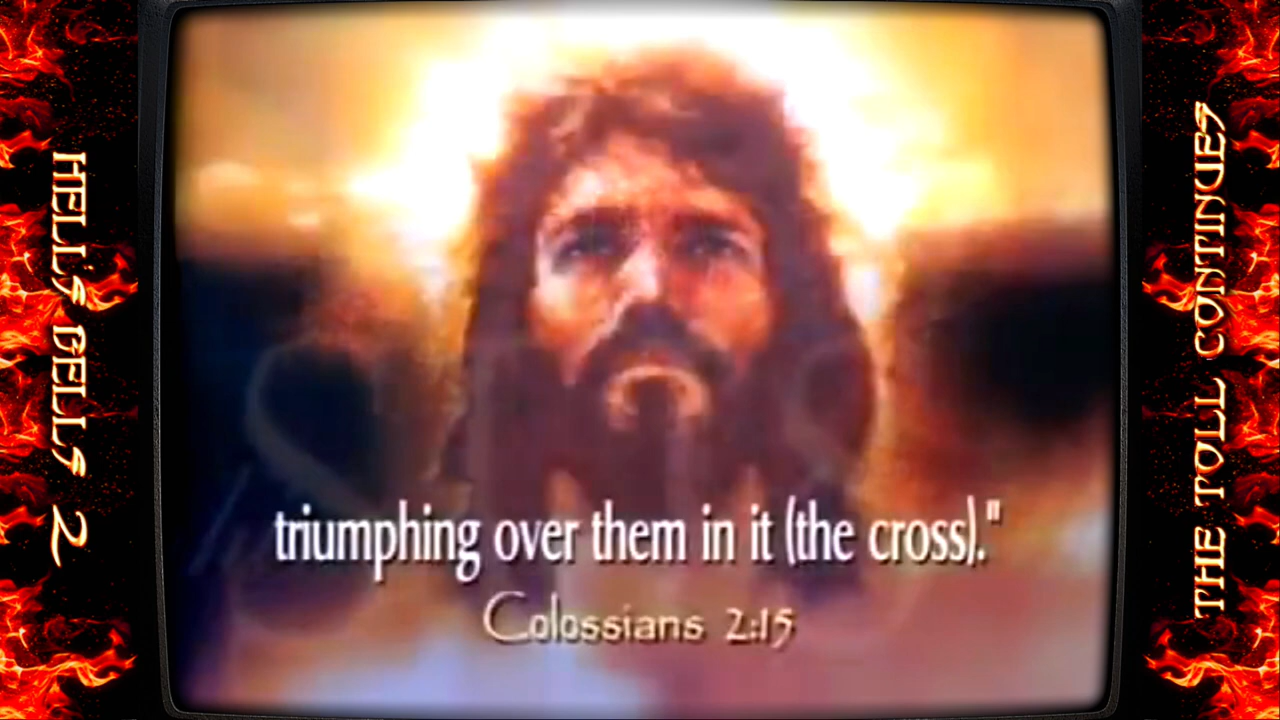 HELL'S BELLS 2
triumphing over them in it (the cross)."
Colossians 2:15
THE TOLL CONTINUES